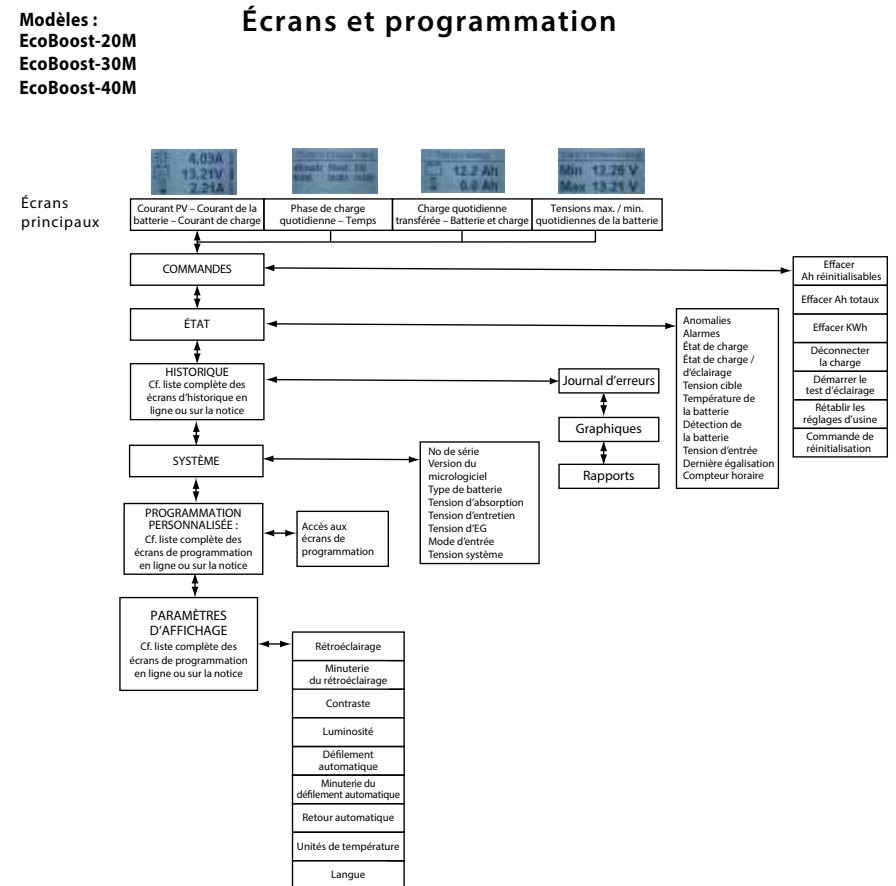 Modèles :
EcoBoost-20M
EcoBoost-30M
EcoBoost-40M
Écrans et programmation
4.03A
13.21V
2.21A
12.2 Ah
0.0 Ah
Min 12.26 V
Max 13.21 V
Écrans
principaux
Courant PV – Courant de la
batterie – Courant de charge
Phase de charge
quotidienne – Temps
Charge quotidienne
transférée – Batterie et charge
Tensions max. / min.
quotidiennes de la batterie
COMMANDES
Effacer
Ah réinitialisables
Effacer Ah totaux
Effacer KWh
Déconnecter
la charge
Démarrer le
test d’éclairage
Rétablir les
réglages d’usine
Commande de
réinitialisation
ÉTAT
Anomalies
Alarmes
État de charge
État de charge /
d’éclairage
Tension cible
Température de
la batterie
Détection de
la batterie
Tension d’entrée
Dernière égalisation
Compteur horaire
HISTORIQUE
Cf. liste complète des
écrans d’historique en
ligne ou sur la notice
Journal d’erreurs
Graphiques
Rapports
SYSTÈME
No de série
Version du
micrologiciel
Type de batterie
Tension d’absorption
Tension d’entretien
Tension d’EG
Mode d’entrée
Tension système
PROGRAMMATION
PERSONNALISÉE :
Cf. liste complète des
écrans de programmation
en ligne ou sur la notice
Accès aux
écrans de
programmation
PARAMÈTRES
D’AFFICHAGE
Cf. liste complète des
écrans de programmation
en ligne ou sur la notice
Rétroéclairage
Minuterie
du rétroéclairage
Contraste
Luminosité
Défilement
automatique
Minuterie du
défilement automatique
Retour automatique
Unités de température
Langue